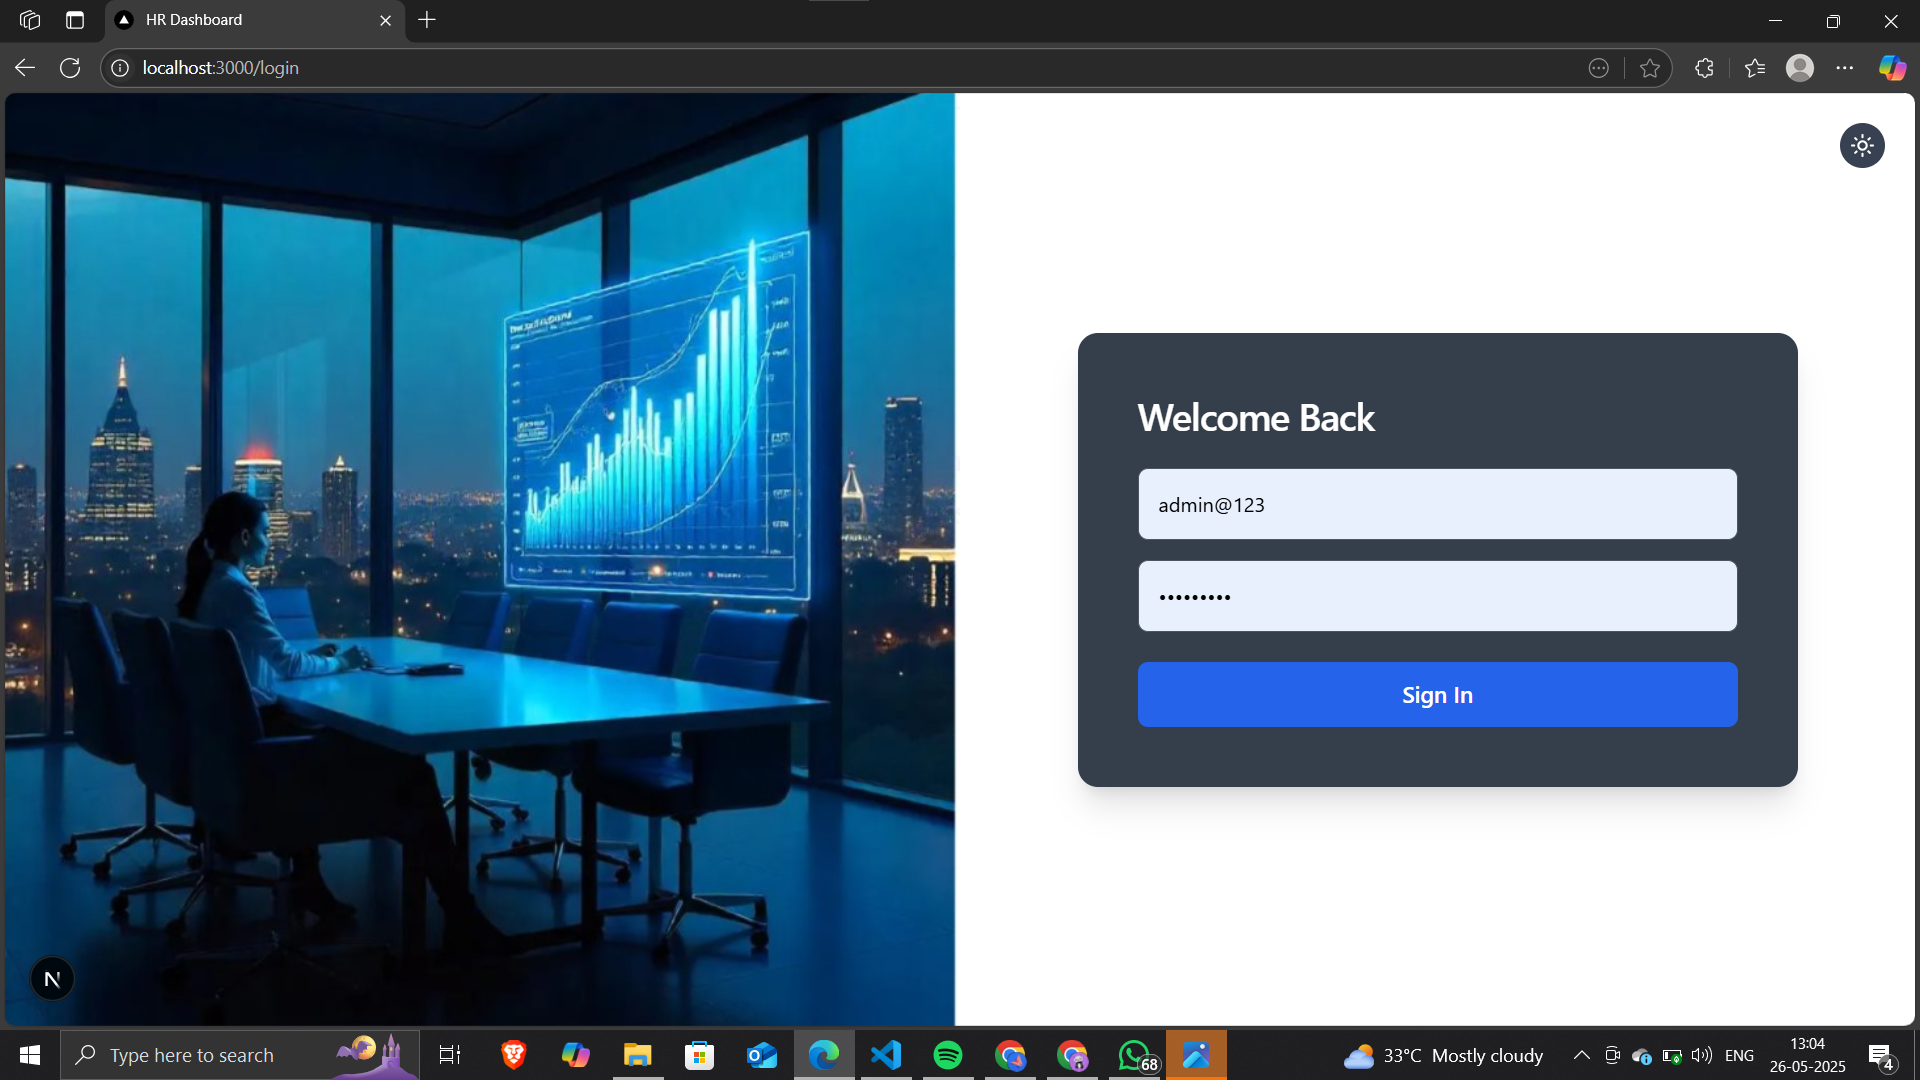 HR Dashboard
localhost:3000/login
Welcome Back
admin@123
•••••••••
Sign In
N
Type here to search
68
33°C Mostly cloudy
ENG
13:04
26-05-2025
4